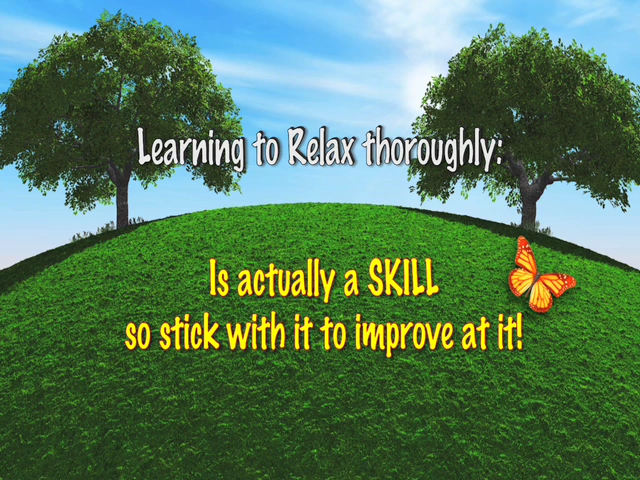 Learning to Relax thoroughly:
Is actually a SKILL
so stick with it to improve at it!